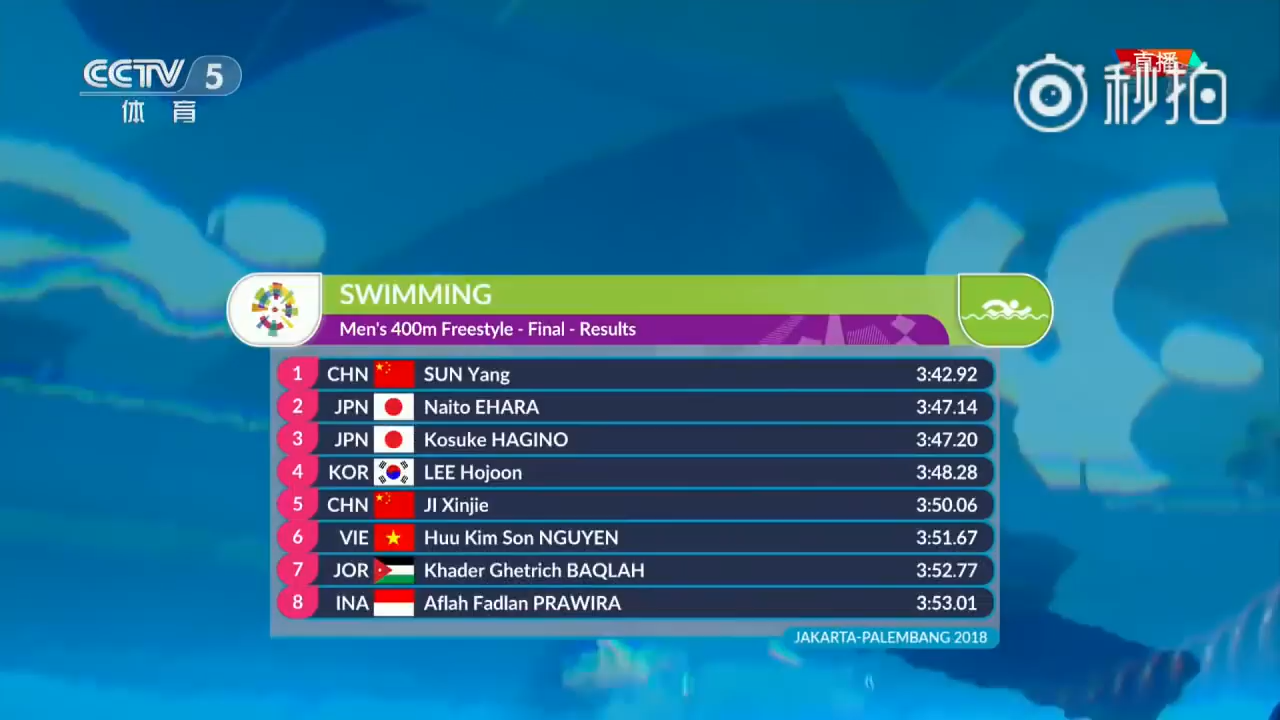 CCTV 5
体育
直播
秒拍
SWIMMING
Men's 400m Freestyle - Final - Results
1 CHN SUN Yang 3:42.92
2 JPN Naito EHARA 3:47.14
3 JPN Kosuke HAGINO 3:47.20
4 KOR LEE Hojoon 3:48.28
5 CHN JI Xinjie 3:50.06
6 VIE Huu Kim Son NGUYEN 3:51.67
7 JOR Khader Ghetrich BAQLAH 3:52.77
8 INA Aflah Fadlan PRAWIRA 3:53.01
JAKARTA-PALEMBANG 2018